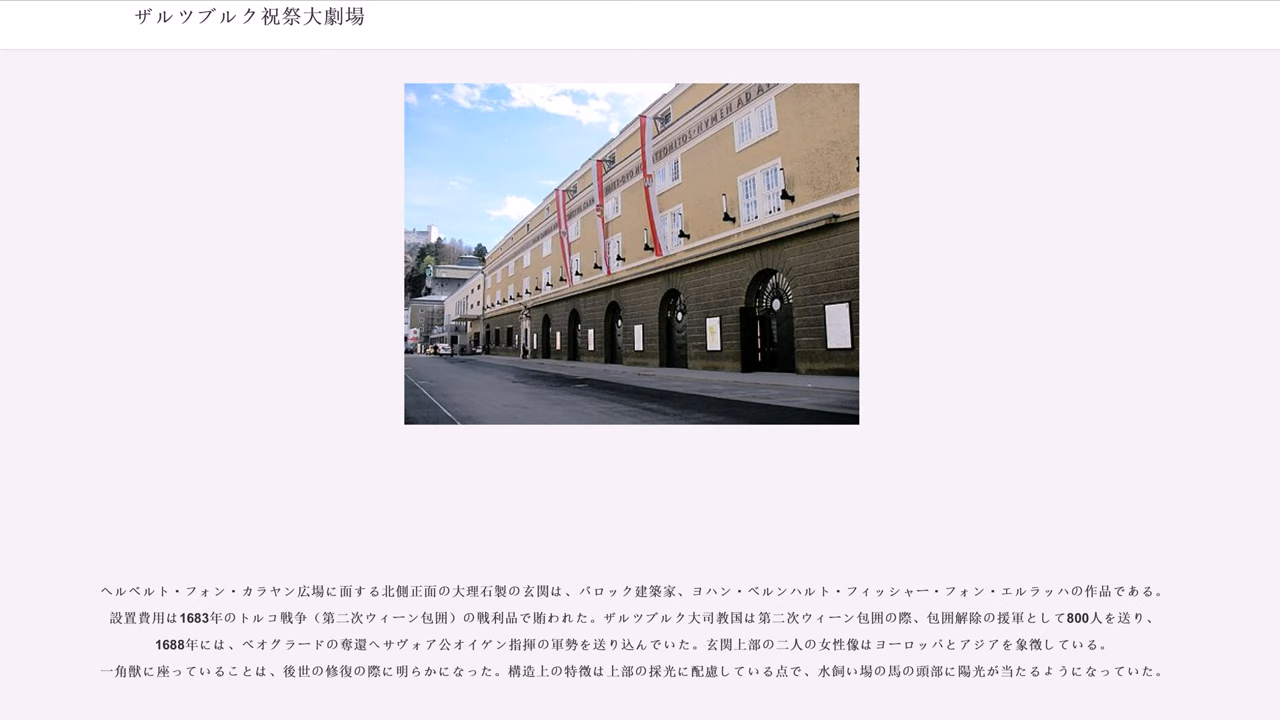 ザルツブルク祝祭大劇場
HYMEN AD
ヘルベルト・フォン・カラヤン広場に面する北側正面の大理石製の玄関は、バロック建築家、ヨハン・ベルンハルト・フィッシャー・フォン・エルラッハの作品である。
設置費用は1683年のトルコ戦争（第二次ウィーン包囲）の戦利品で賄われた。ザルツブルク大司教国は第二次ウィーン包囲の際、包囲解除の援軍として800人を送り、
1688年には、ベオグラードの奪還へサヴォア公オイゲン指揮の軍勢を送り込んでいた。玄関上部の二人の女性像はヨーロッパとアジアを象徴している。
一角獣に座っていることは、後世の修復の際に明らかになった。構造上の特徴は上部の採光に配慮している点で、水飼い場の馬の頭部に陽光が当たるようになっていた。